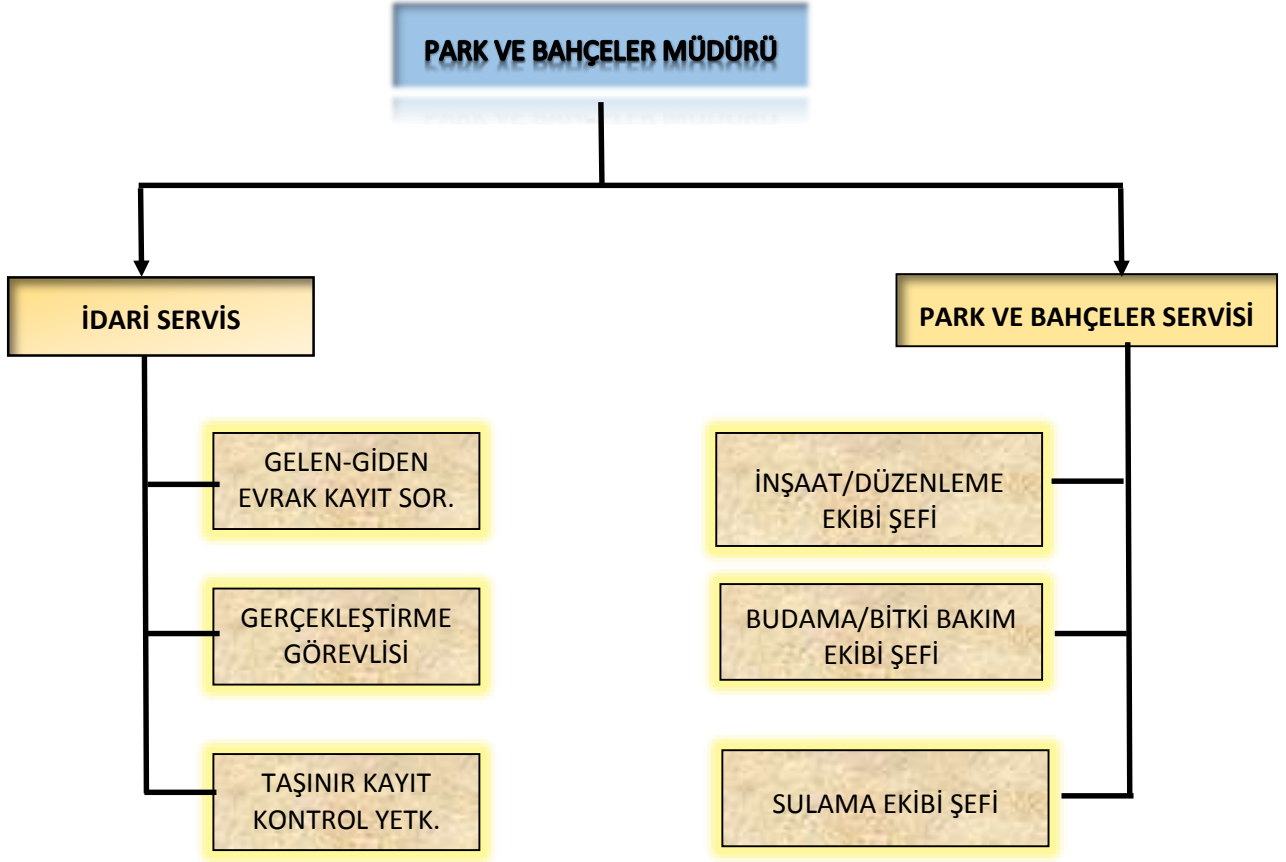 PARK VE BAHÇELER MÜDÜRÜ
İDARİ SERVİS
PARK VE BAHÇELER SERVİSİ
GELEN-GİDEN
EVRAK KAYIT SOR.
İNŞAAT/DÜZENLEME
EKİBİ ŞEFİ
GERÇEKLEŞTİRME
GÖREVLİSİ
BUDAMA/BİTKİ BAKIM
EKİBİ ŞEFİ
TAŞINIR KAYIT
KONTROL YETK.
SULAMA EKİBİ ŞEFİ